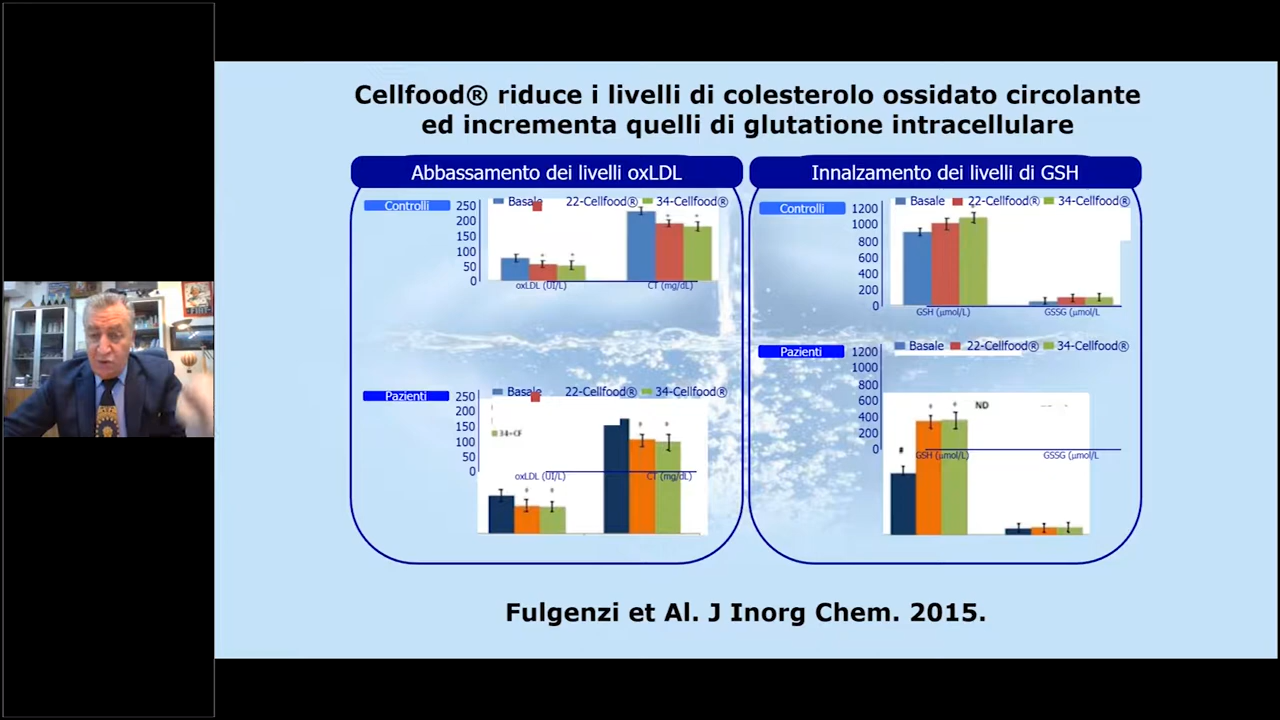 Cellfood® riduce i livelli di colesterolo ossidato circolante
ed incrementa quelli di glutatione intracellulare
Abbassamento dei livelli oxLDL
Controlli
Basale 22-Cellfood® 34-Cellfood®
250
200
150
100
50
0
oxLDL (UI/L) CT (mg/dL)
Pazienti
Basale 22-Cellfood® 34-Cellfood®
250
200
150
100
50
0
34+CF
oxLDL (UI/L) CT (mg/dL)
Innalzamento dei livelli di GSH
Controlli
Basale 22-Cellfood® 34-Cellfood®
1200
1000
800
600
400
200
0
GSH (µmol/L) GSSG (µmol/L
Pazienti
Basale 22-Cellfood® 34-Cellfood®
1200
1000
800
600
400
200
0
ND
#
GSH (µmol/L) GSSG (µmol/L
Fulgenzi et Al. J Inorg Chem. 2015.